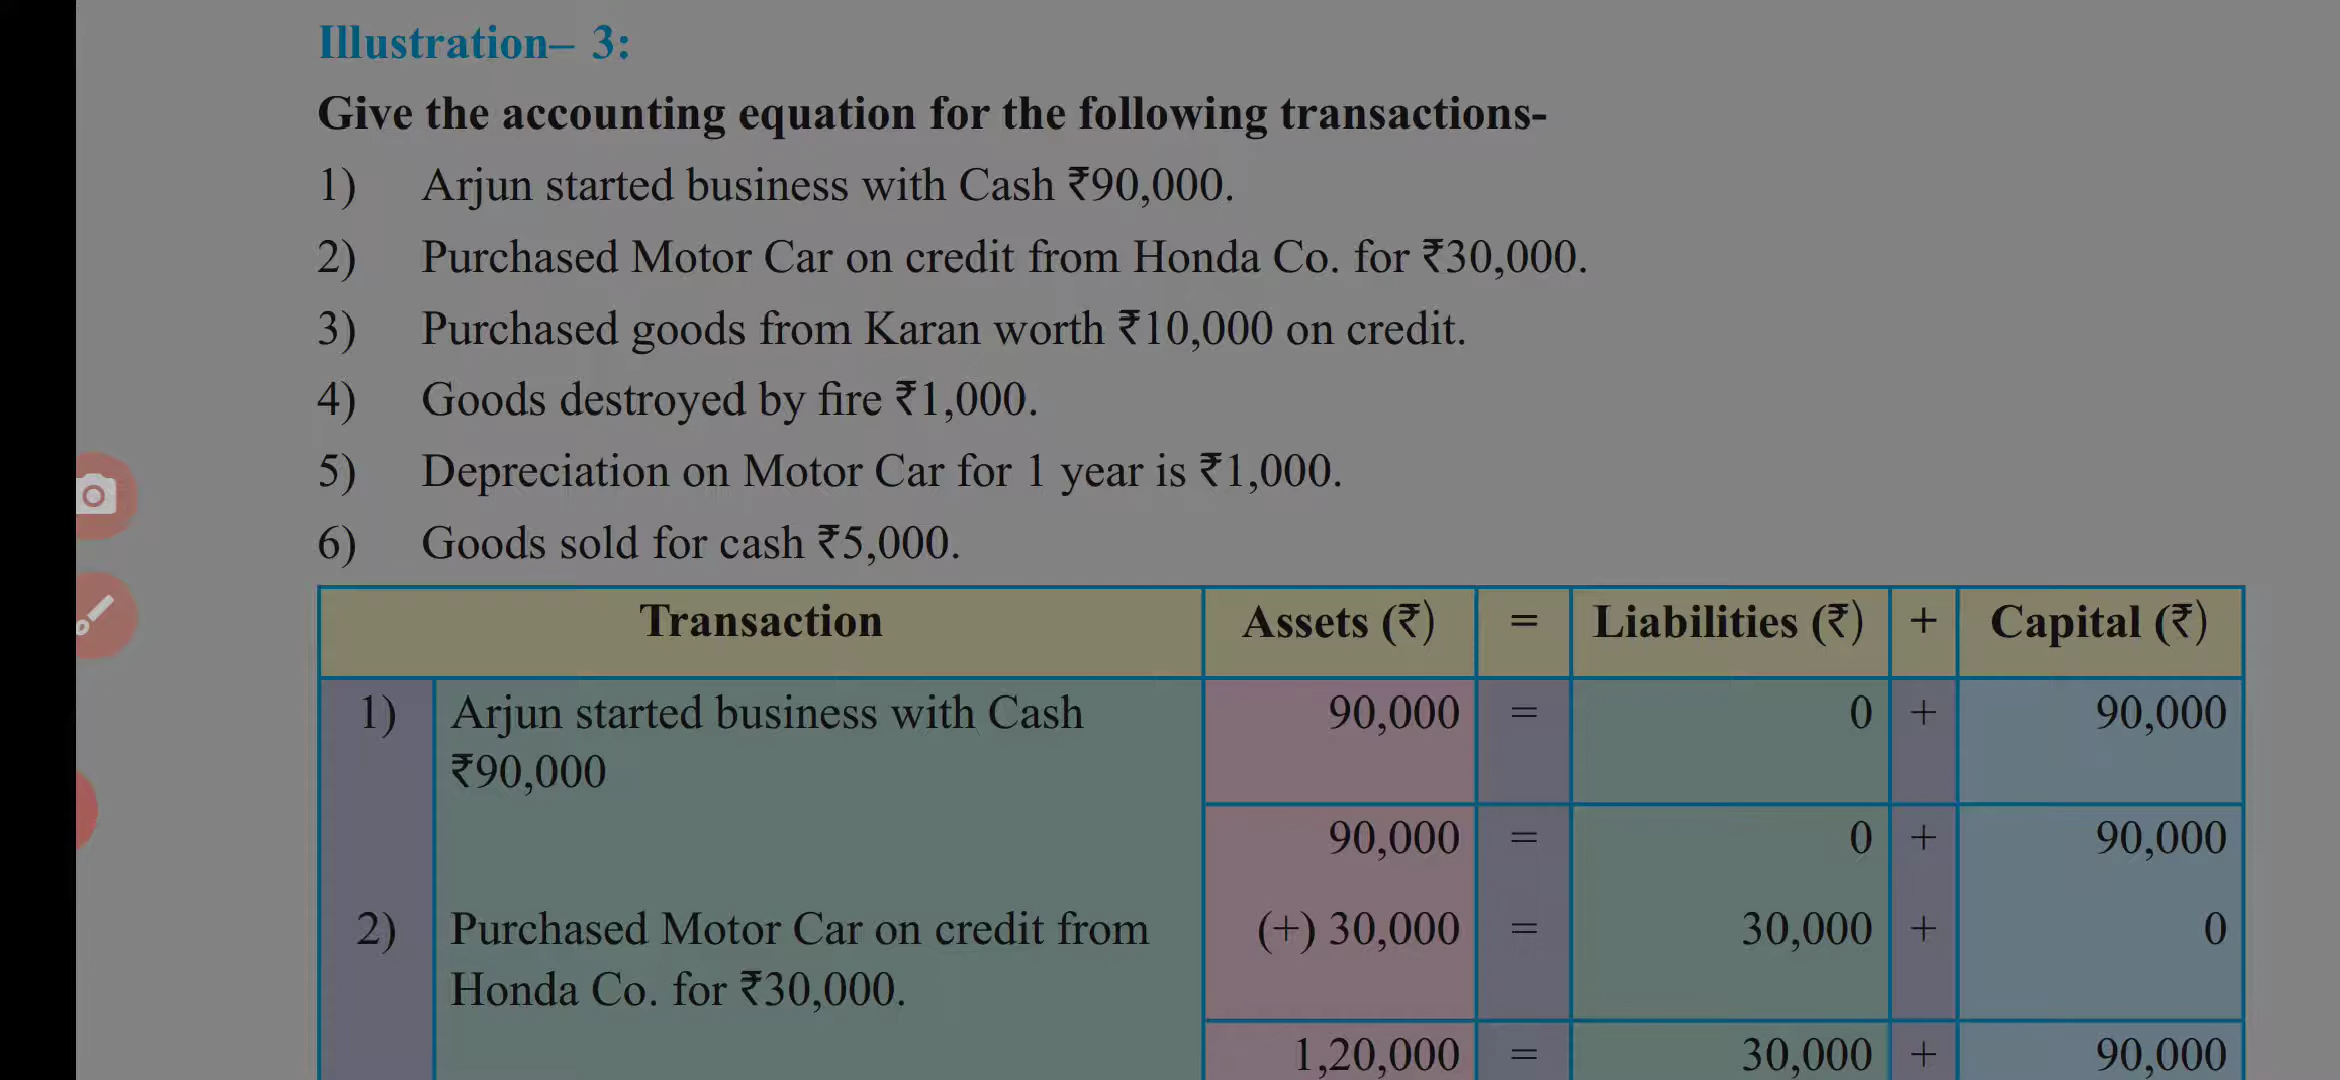 Illustration– 3:
Give the accounting equation for the following transactions-
1) Arjun started business with Cash ₹90,000.
2) Purchased Motor Car on credit from Honda Co. for ₹30,000.
3) Purchased goods from Karan worth ₹10,000 on credit.
4) Goods destroyed by fire ₹1,000.
5) Depreciation on Motor Car for 1 year is ₹1,000.
6) Goods sold for cash ₹5,000.
Transaction Assets (₹) = Liabilities (₹) + Capital (₹)
1) Arjun started business with Cash 90,000 = 0 + 90,000
₹90,000
90,000 = 0 + 90,000
2) Purchased Motor Car on credit from (+) 30,000 = 30,000 + 0
Honda Co. for ₹30,000.
1,20,000 = 30,000 + 90,000